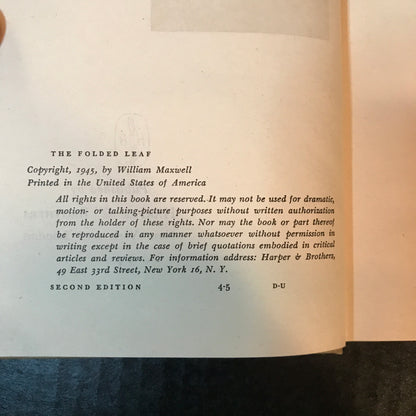 THE FOLDED LEAF
Copyright, 1945, by William Maxwell
Printed in the United States of America
All rights in this book are reserved. It may not be used for dramatic,
motion- or talking-picture purposes without written authorization
from the holder of these rights. Nor may the book or part thereof
be reproduced in any manner whatsoever without permission in
writing except in the case of brief quotations embodied in critical
articles and reviews. For information address: Harper & Brothers,
49 East 33rd Street, New York 16, N. Y.
SECOND EDITION 4-5 D-U